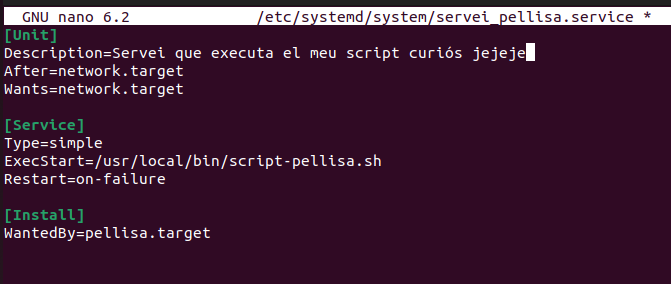 GNU nano 6.2 /etc/systemd/system/servei_pellisa.service *
[Unit]
Description=Servei que executa el meu script curiós jejeje
After=network.target
Wants=network.target
[Service]
Type=simple
ExecStart=/usr/local/bin/script-pellisa.sh
Restart=on-failure
[Install]
WantedBy=pellisa.target